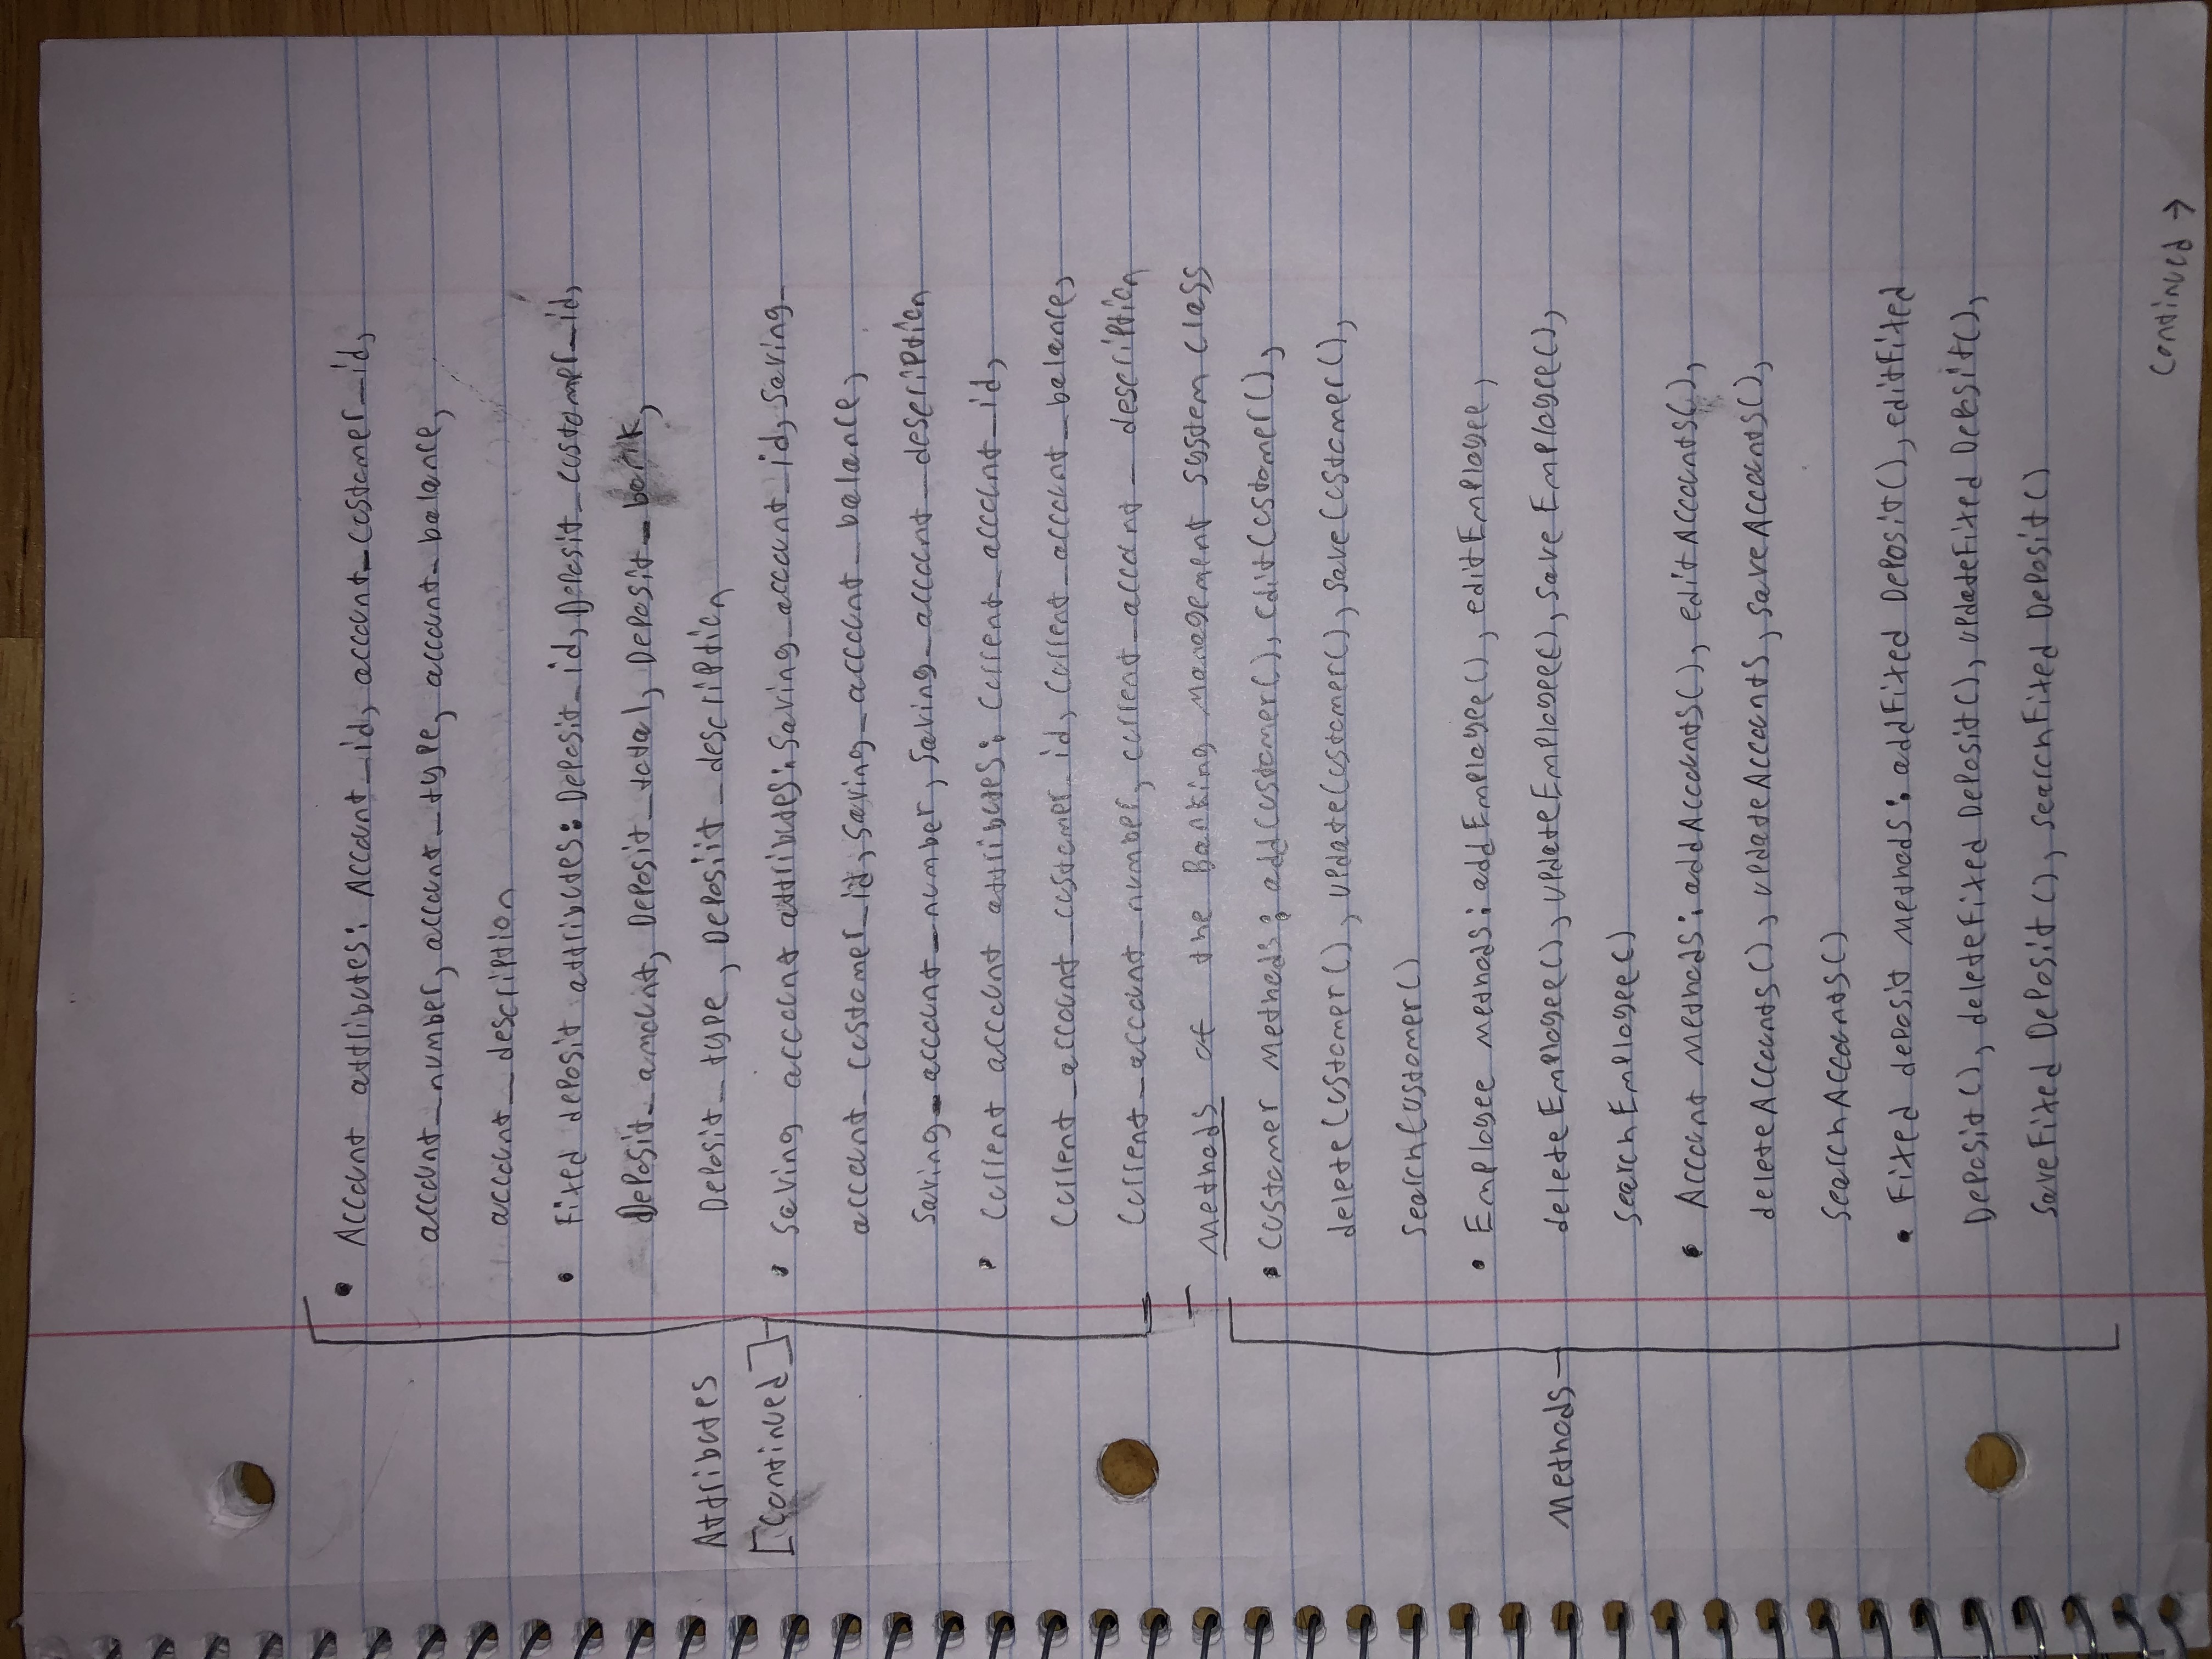 • Account attributes: Account_id, account_customer_id,
account_number, account_type, account_balance,
account_description
• Fixed deposit attributes: Deposit_id, Deposit_customer_id,
Deposit_amount, Deposit_total, Deposit_bank,
Attributes
Deposit_type, Deposiit_description
[Continued]
• Saving account attributes: Saving_account_id, Saving_
account_customer_id, Saving_account_balance,
Saving_account_number, Saving_account_description
• Current account attributes: Current_account_id,
Current_account_customer_id, Current_account_balance,
Current_account_number, current_account_description
Methods of the Banking Management System Class
• Customer Methods: addCustomer(), editCustomer(),
deleteCustomer(), updateCustomer(), saveCustomer(),
searchCustomer()
• Employee Methods: addEmployee(), editEmployee,
Methods
deleteEmployee(), updateEmployee(), saveEmployee(),
searchEmployee()
• Account Methods: addAccounts(), editAccounts(),
deleteAccounts(), updateAccounts, saveAccounts(),
SearchAccounts()
• Fixed deposit Methods: addFixed Deposit(), editFixed
Deposit(), deleteFixed Deposit(), updateFixed Deposit(),
saveFixed Deposit(), searchFixed Deposit()
Continued →